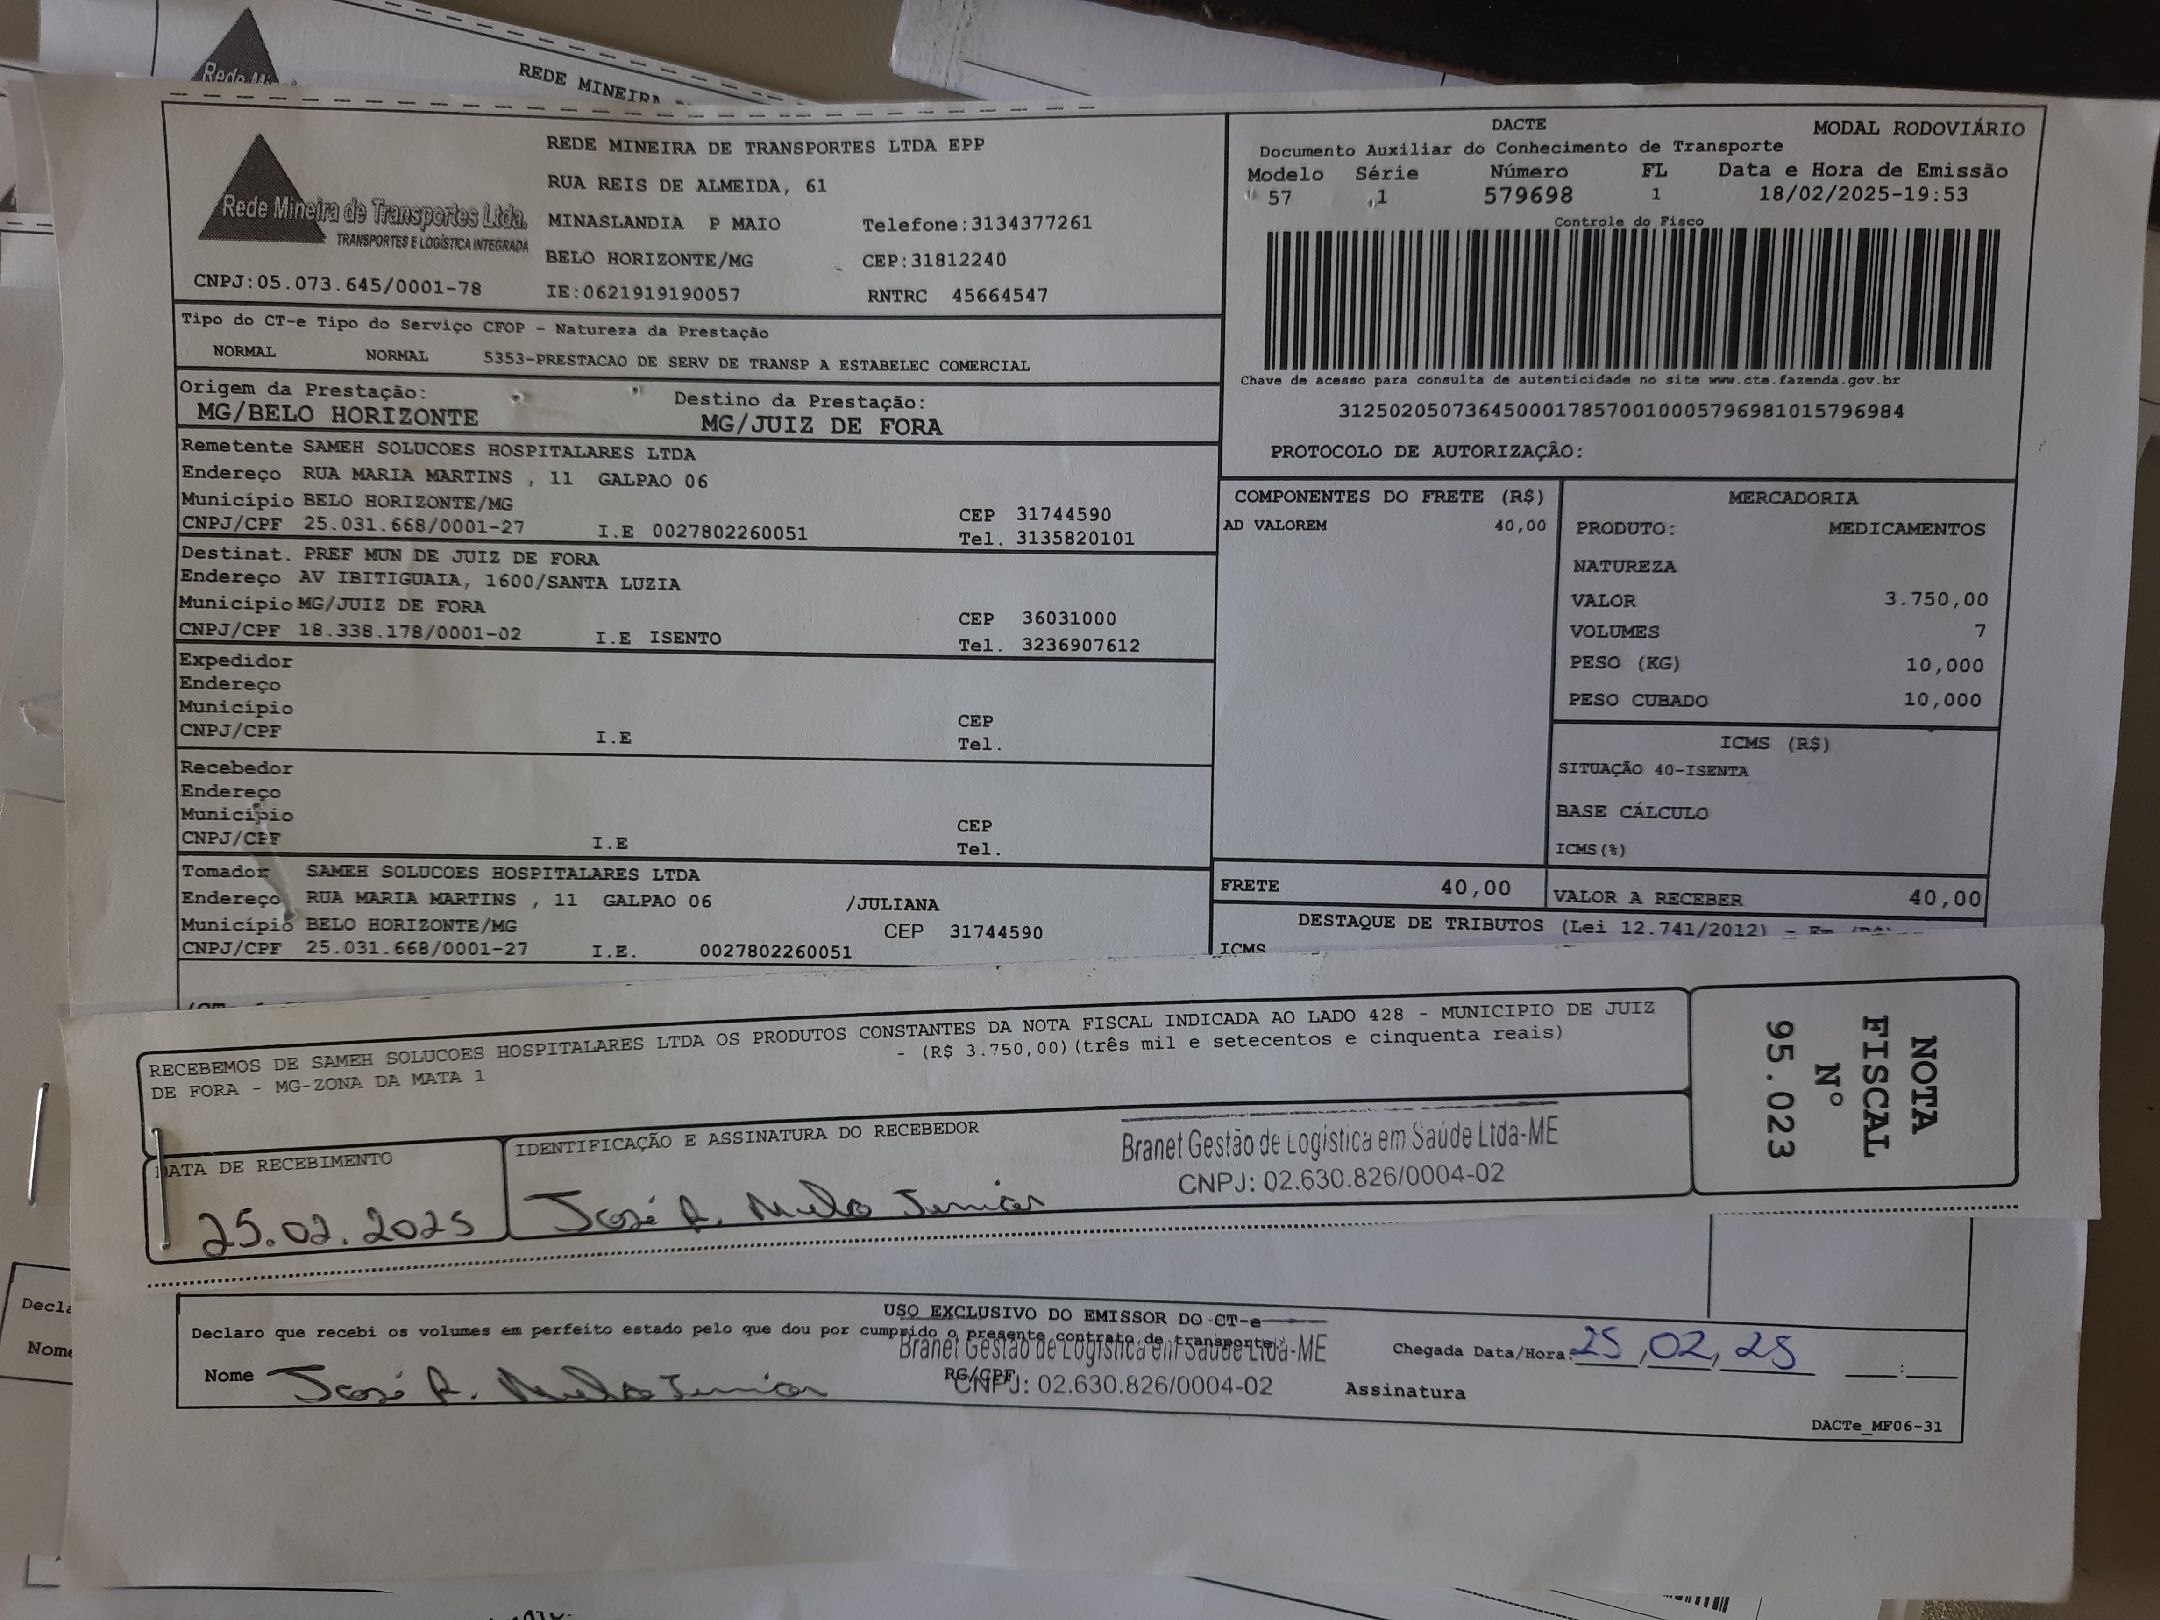 REDE MINEIRA
REDE MINEIRA DE TRANSPORTES LTDA EPP
RUA REIS DE ALMEIDA, 61
MINASLANDIA P MAIO Telefone:3134377261
BELO HORIZONTE/MG CEP:31812240
IE:0621919190057 RNTRC 45664547
Rede Mineira de Transportes Ltda.
TRANSPORTES E LOGÍSTICA INTEGRADA
CNPJ:05.073.645/0001-78
DACTE MODAL RODOVIÁRIO
Documento Auxiliar do Conhecimento de Transporte
Modelo Série Número FL Data e Hora de Emissão
57 1 579698 1 18/02/2025-19:53
Controle do Fisco
Chave de acesso para consulta de autenticidade no site www.cte.fazenda.gov.br
31250205073645000178570010005796981015796984
PROTOCOLO DE AUTORIZAÇÃO:
Tipo do CT-e Tipo do Serviço CFOP - Natureza da Prestação
NORMAL NORMAL 5353-PRESTACAO DE SERV DE TRANSP A ESTABELEC COMERCIAL
Origem da Prestação: Destino da Prestação:
MG/BELO HORIZONTE MG/JUIZ DE FORA
Remetente SAMEH SOLUCOES HOSPITALARES LTDA
Endereço RUA MARIA MARTINS , 11 GALPAO 06
Município BELO HORIZONTE/MG CEP 31744590
CNPJ/CPF 25.031.668/0001-27 I.E 0027802260051 Tel. 3135820101
Destinat. PREF MUN DE JUIZ DE FORA
Endereço AV IBITIGUAIA, 1600/SANTA LUZIA
Município MG/JUIZ DE FORA CEP 36031000
CNPJ/CPF 18.338.178/0001-02 I.E ISENTO Tel. 3236907612
Expedidor
Endereço
Município CEP
CNPJ/CPF I.E Tel.
Recebedor
Endereço
Município CEP
CNPJ/CPF I.E Tel.
Tomador SAMEH SOLUCOES HOSPITALARES LTDA
Endereço RUA MARIA MARTINS , 11 GALPAO 06 /JULIANA
Município BELO HORIZONTE/MG CEP 31744590
CNPJ/CPF 25.031.668/0001-27 I.E. 0027802260051
COMPONENTES DO FRETE (R$)
AD VALOREM 40,00
MERCADORIA
PRODUTO: MEDICAMENTOS
NATUREZA
VALOR 3.750,00
VOLUMES 7
PESO (KG) 10,000
PESO CUBADO 10,000
ICMS (R$)
SITUAÇÃO 40-ISENTA
BASE CÁLCULO
ICMS(%)
FRETE 40,00 VALOR A RECEBER 40,00
DESTAQUE DE TRIBUTOS (Lei 12.741/2012) -
ICMS
RECEBEMOS DE SAMEH SOLUCOES HOSPITALARES LTDA OS PRODUTOS CONSTANTES DA NOTA FISCAL INDICADA AO LADO 428 - MUNICIPIO DE JUIZ
DE FORA - MG-ZONA DA MATA 1 - (R$ 3.750,00)(três mil e setecentos e cinquenta reais)
NOTA
FISCAL
Nº
95.023
DATA DE RECEBIMENTO
25.02.2025
IDENTIFICAÇÃO E ASSINATURA DO RECEBEDOR
José R. Melo Junior
Branet Gestão de Logística em Saúde Ltda-ME
CNPJ: 02.630.826/0004-02
USO EXCLUSIVO DO EMISSOR DO CT-e
Declaro que recebi os volumes em perfeito estado pelo que dou por cumprido o presente contrato de transporte.
Branet Gestão de Logística em Saúde Ltda-ME
Chegada Data/Hora: 25,02,25 :
Nome José R. Melo Junior RG/CPF
CNPJ: 02.630.826/0004-02
Assinatura
DACTe_MF06-31